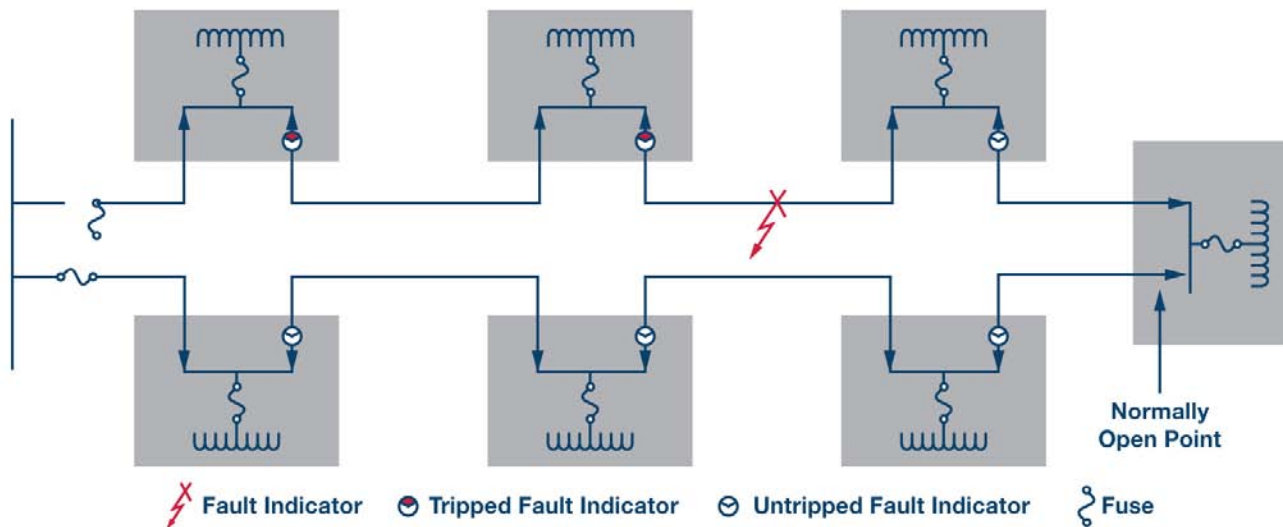 Normally
Open Point
Fault Indicator
Tripped Fault Indicator
Untripped Fault Indicator
Fuse